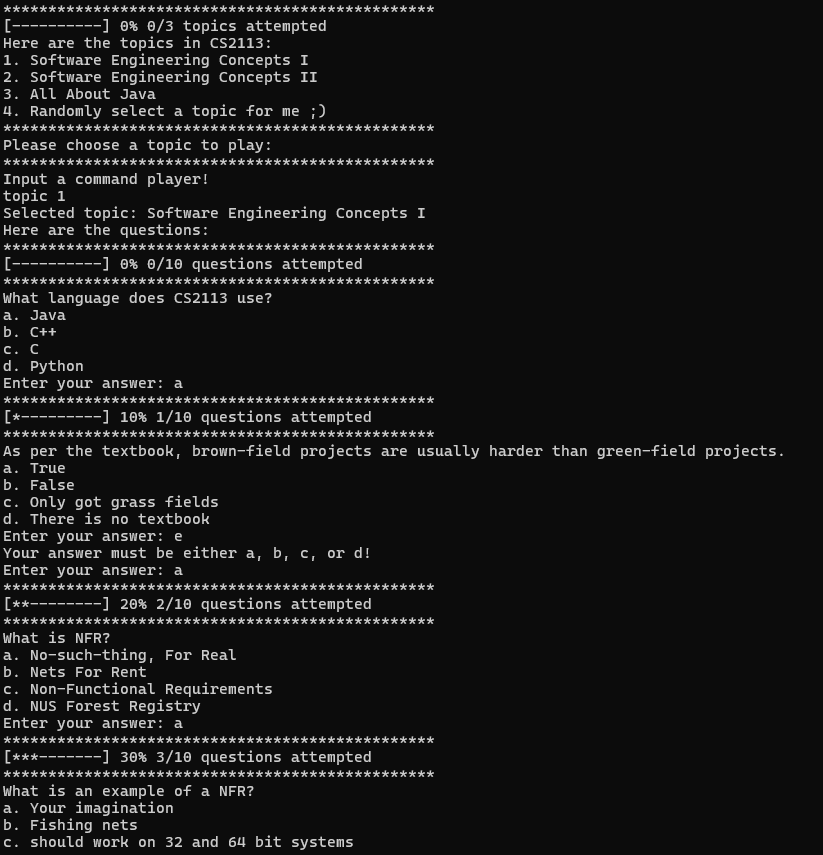 ************************************************
[----------] 0% 0/3 topics attempted
Here are the topics in CS2113:
1. Software Engineering Concepts I
2. Software Engineering Concepts II
3. All About Java
4. Randomly select a topic for me ;)
************************************************
Please choose a topic to play:
************************************************
Input a command player!
topic 1
Selected topic: Software Engineering Concepts I
Here are the questions:
************************************************
[----------] 0% 0/10 questions attempted
************************************************
What language does CS2113 use?
a. Java
b. C++
c. C
d. Python
Enter your answer: a
************************************************
[*---------] 10% 1/10 questions attempted
************************************************
As per the textbook, brown-field projects are usually harder than green-field projects.
a. True
b. False
c. Only got grass fields
d. There is no textbook
Enter your answer: e
Your answer must be either a, b, c, or d!
Enter your answer: a
************************************************
[**--------] 20% 2/10 questions attempted
************************************************
What is NFR?
a. No-such-thing, For Real
b. Nets For Rent
c. Non-Functional Requirements
d. NUS Forest Registry
Enter your answer: a
************************************************
[***-------] 30% 3/10 questions attempted
************************************************
What is an example of a NFR?
a. Your imagination
b. Fishing nets
c. should work on 32 and 64 bit systems